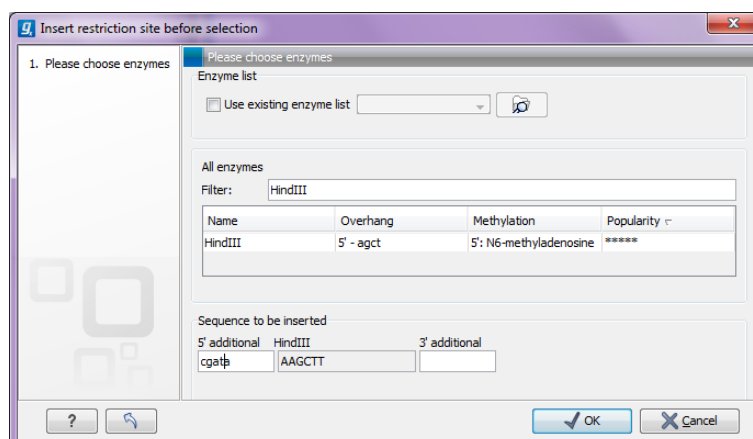 Insert restriction site before selection
1. Please choose enzymes
Please choose enzymes
Enzyme list
Use existing enzyme list
All enzymes
Filter: HindIII
Name Overhang Methylation Popularity
HindIII 5' - agct 5': N6-methyladenosine *****
Sequence to be inserted
5' additional HindIII 3' additional
cgata AAGCTT
? OK Cancel